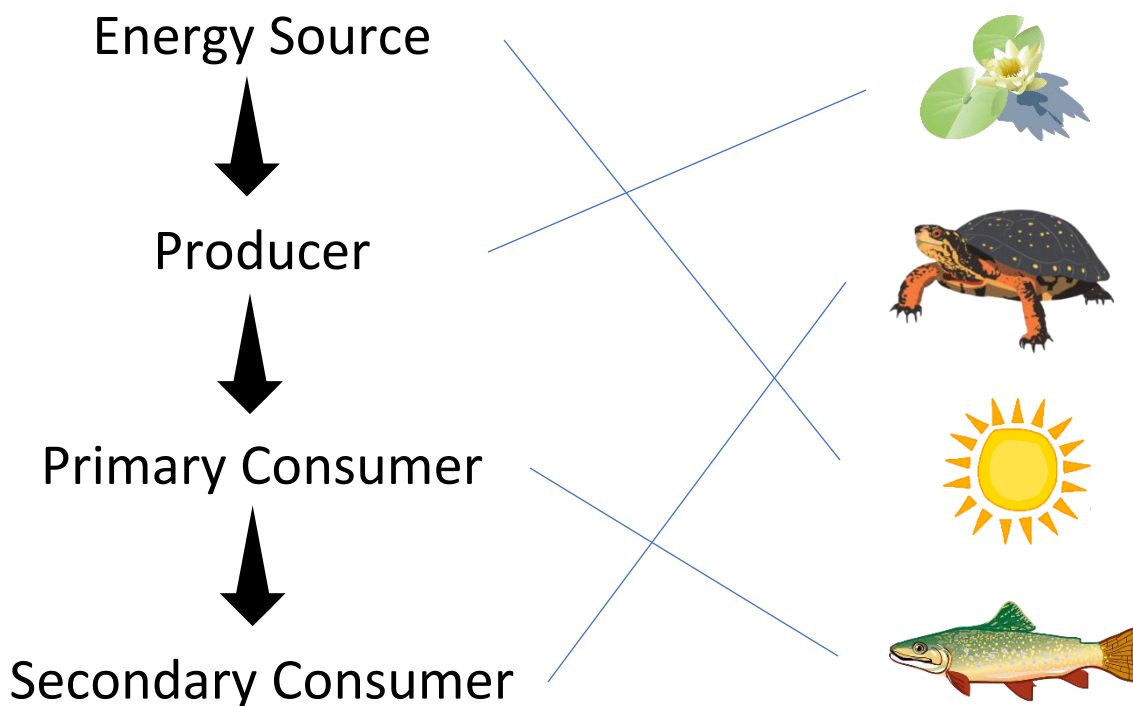 Energy Source
Producer
Primary Consumer
Secondary Consumer